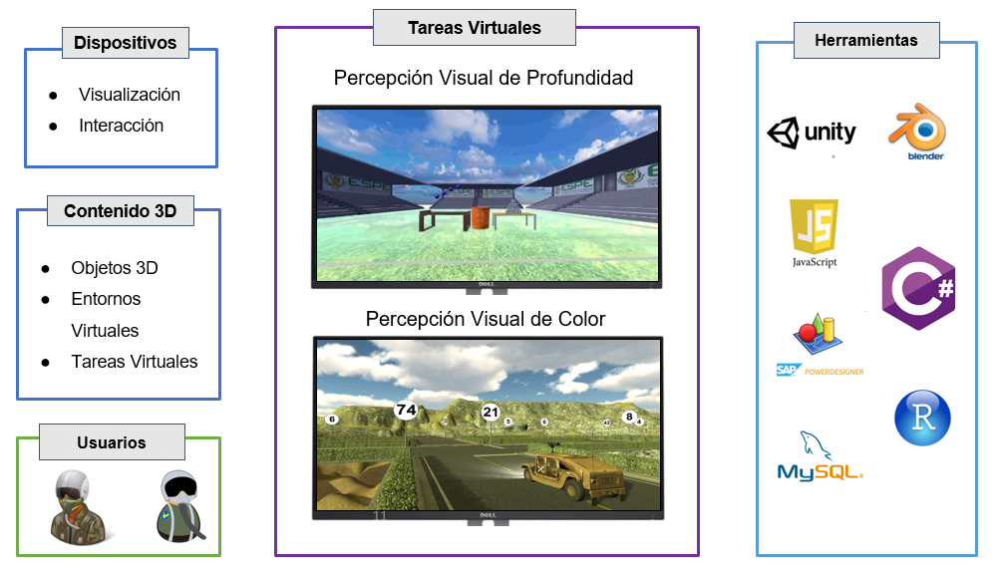 Dispositivos
● Visualización
● Interacción
Contenido 3D
● Objetos 3D
● Entornos
Virtuales
● Tareas Virtuales
Usuarios
Tareas Virtuales
Percepción Visual de Profundidad
ESPE
ESPE
ESPE
DELL
Percepción Visual de Color
6
74
21
5
6
42
8
4
11
DELL
Herramientas
unity
blender
JS
JavaScript
C#
SAP POWERDESIGNER
R
MySQL®